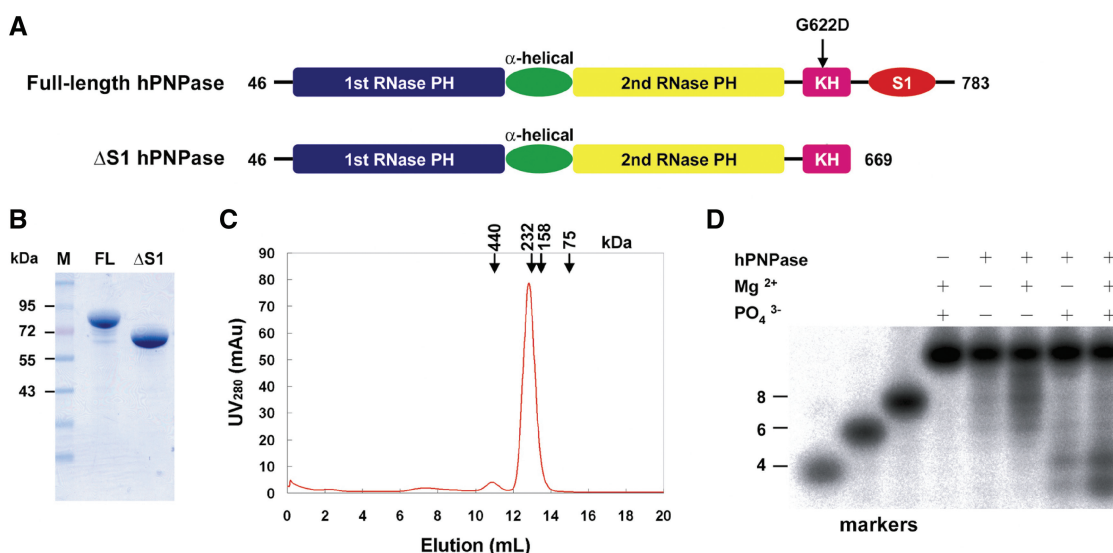 A
G622D
α-helical
Full-length hPNPase 46 1st RNase PH 2nd RNase PH KH S1 783
α-helical
ΔS1 hPNPase 46 1st RNase PH 2nd RNase PH KH 669
B
kDa M FL ΔS1
95
72
55
43
C
440 232 158 75 kDa
90
80
70
60
50
40
30
20
10
0
UV280 (mAu)
0 2 4 6 8 10 12 14 16 18 20
Elution (mL)
D
hPNPase − + + + +
Mg 2+ + − + − +
PO4 3- + − − + +
8
6
4
markers